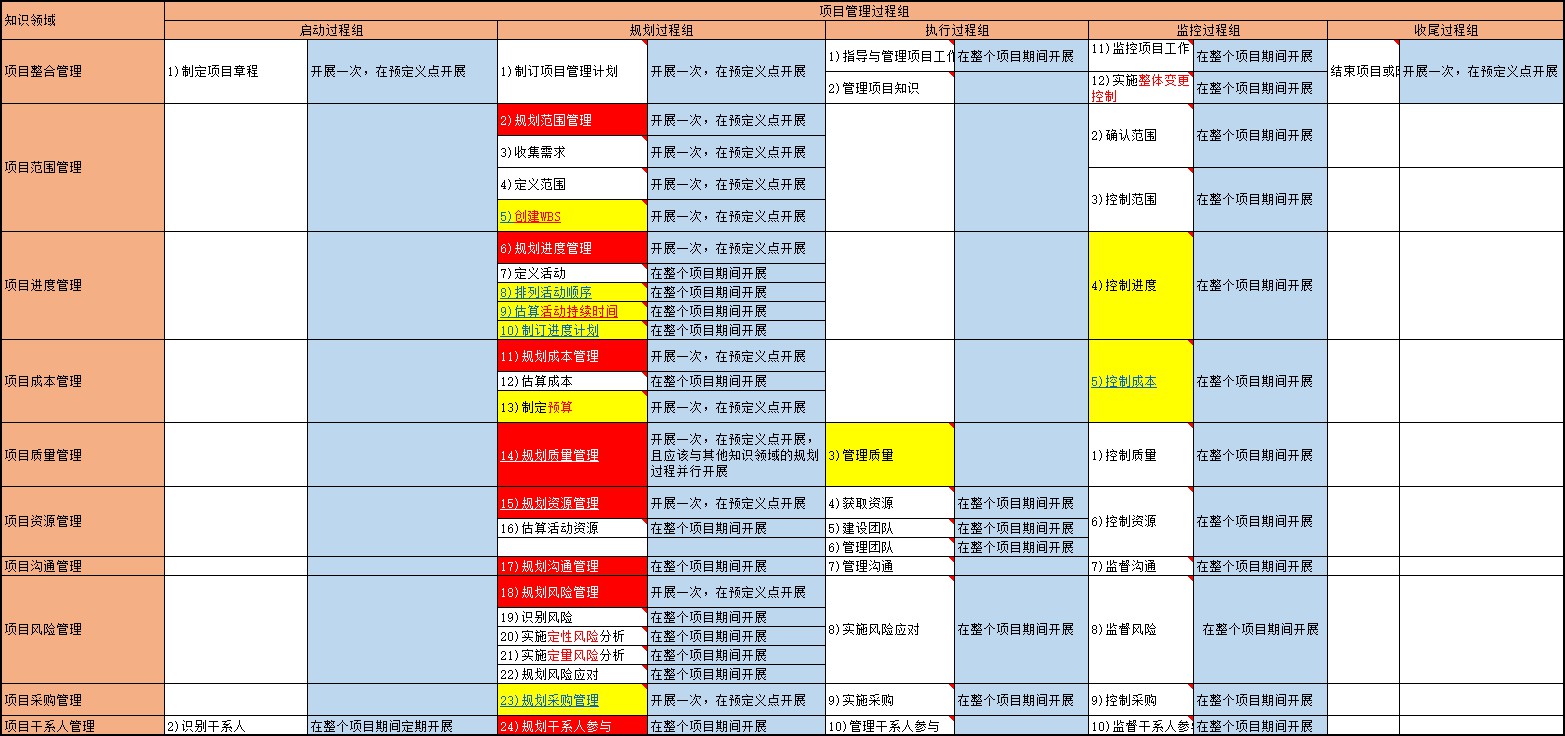 知识领域
项目管理过程组
启动过程组
规划过程组
执行过程组
监控过程组
收尾过程组
项目整合管理
1)制定项目章程
开展一次，在预定义点开展
1)制订项目管理计划
开展一次，在预定义点开展
1)指导与管理项目工作
在整个项目期间开展
2)管理项目知识
11)监控项目工作
在整个项目期间开展
12)实施整体变更
控制
在整个项目期间开展
结束项目或
开展一次，在预定义点开展
项目范围管理
2)规划范围管理
开展一次，在预定义点开展
3)收集需求
开展一次，在预定义点开展
4)定义范围
开展一次，在预定义点开展
5)创建WBS
开展一次，在预定义点开展
2)确认范围
在整个项目期间开展
3)控制范围
在整个项目期间开展
项目进度管理
6)规划进度管理
开展一次，在预定义点开展
7)定义活动
在整个项目期间开展
8)排列活动顺序
在整个项目期间开展
9)估算活动持续时间
在整个项目期间开展
10)制订进度计划
在整个项目期间开展
4)控制进度
在整个项目期间开展
项目成本管理
11)规划成本管理
开展一次，在预定义点开展
12)估算成本
在整个项目期间开展
13)制定预算
开展一次，在预定义点开展
5)控制成本
在整个项目期间开展
项目质量管理
14)规划质量管理
开展一次，在预定义点开展，
且应该与其他知识领域的规划
过程并行开展
3)管理质量
1)控制质量
在整个项目期间开展
项目资源管理
15)规划资源管理
开展一次，在预定义点开展
16)估算活动资源
在整个项目期间开展
4)获取资源
在整个项目期间开展
5)建设团队
在整个项目期间开展
6)管理团队
在整个项目期间开展
6)控制资源
在整个项目期间开展
项目沟通管理
17)规划沟通管理
在整个项目期间开展
7)管理沟通
7)监督沟通
在整个项目期间开展
项目风险管理
18)规划风险管理
开展一次，在预定义点开展
19)识别风险
在整个项目期间开展
20)实施定性风险分析
在整个项目期间开展
21)实施定量风险分析
在整个项目期间开展
22)规划风险应对
在整个项目期间开展
8)实施风险应对
在整个项目期间开展
8)监督风险
在整个项目期间开展
项目采购管理
23)规划采购管理
开展一次，在预定义点开展
9)实施采购
在整个项目期间开展
9)控制采购
在整个项目期间开展
项目干系人管理
2)识别干系人
在整个项目期间定期开展
24)规划干系人参与
在整个项目期间开展
10)管理干系人参与
10)监督干系人参
在整个项目期间开展